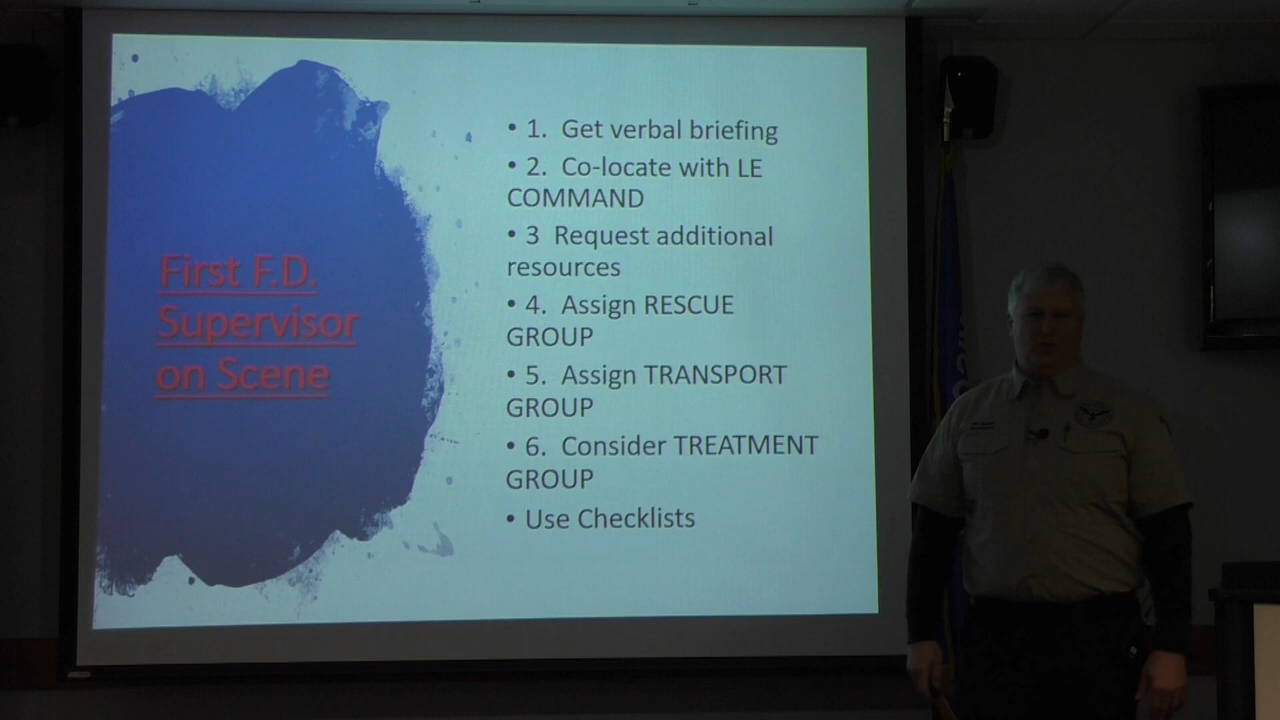 First F.D.
Supervisor
on Scene
• 1. Get verbal briefing
• 2. Co-locate with LE
COMMAND
• 3 Request additional
resources
• 4. Assign RESCUE
GROUP
• 5. Assign TRANSPORT
GROUP
• 6. Consider TREATMENT
GROUP
• Use Checklists